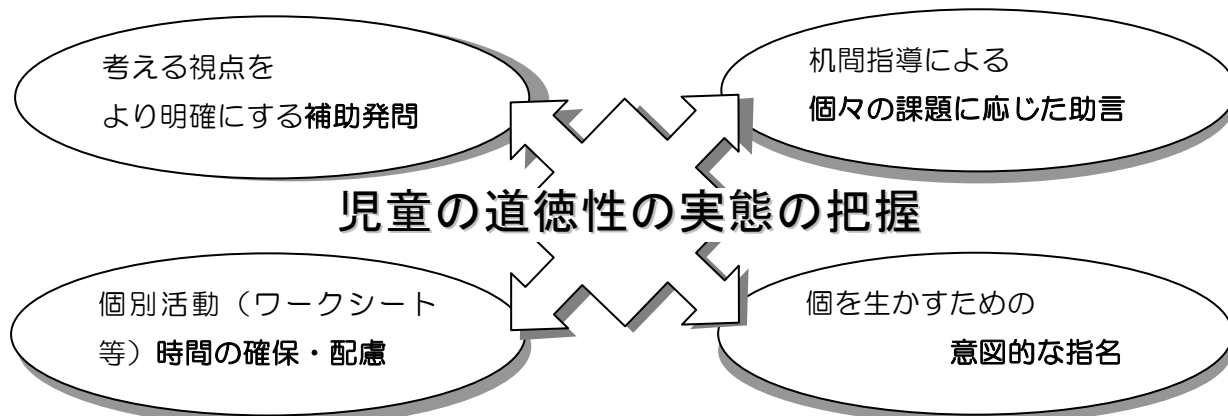 考える視点を
より明確にする補助発問
机間指導による
個々の課題に応じた助言
児童の道徳性の実態の把握
個別活動（ワークシート
等）時間の確保・配慮
個を生かすための
意図的な指名